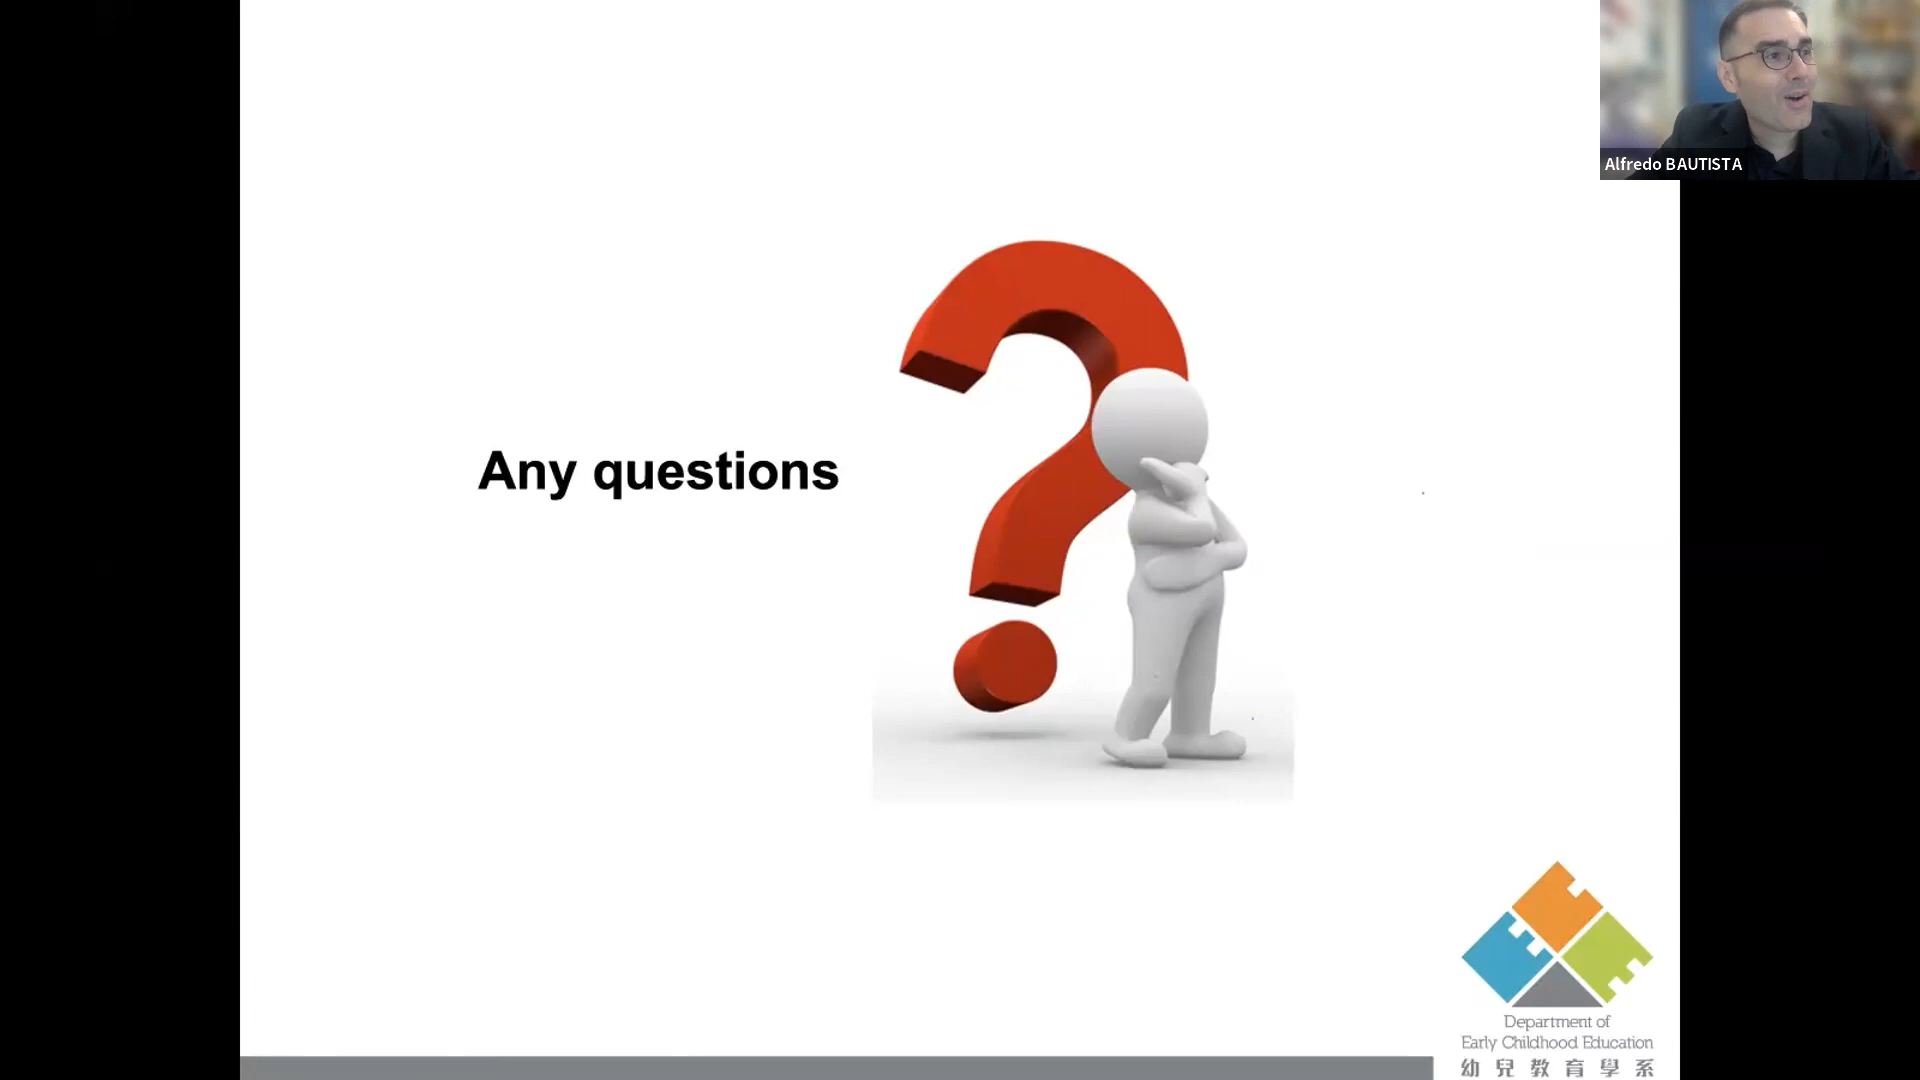 Alfredo BAUTISTA
Any questions
Department of
Early Childhood Education
幼兒教育學系